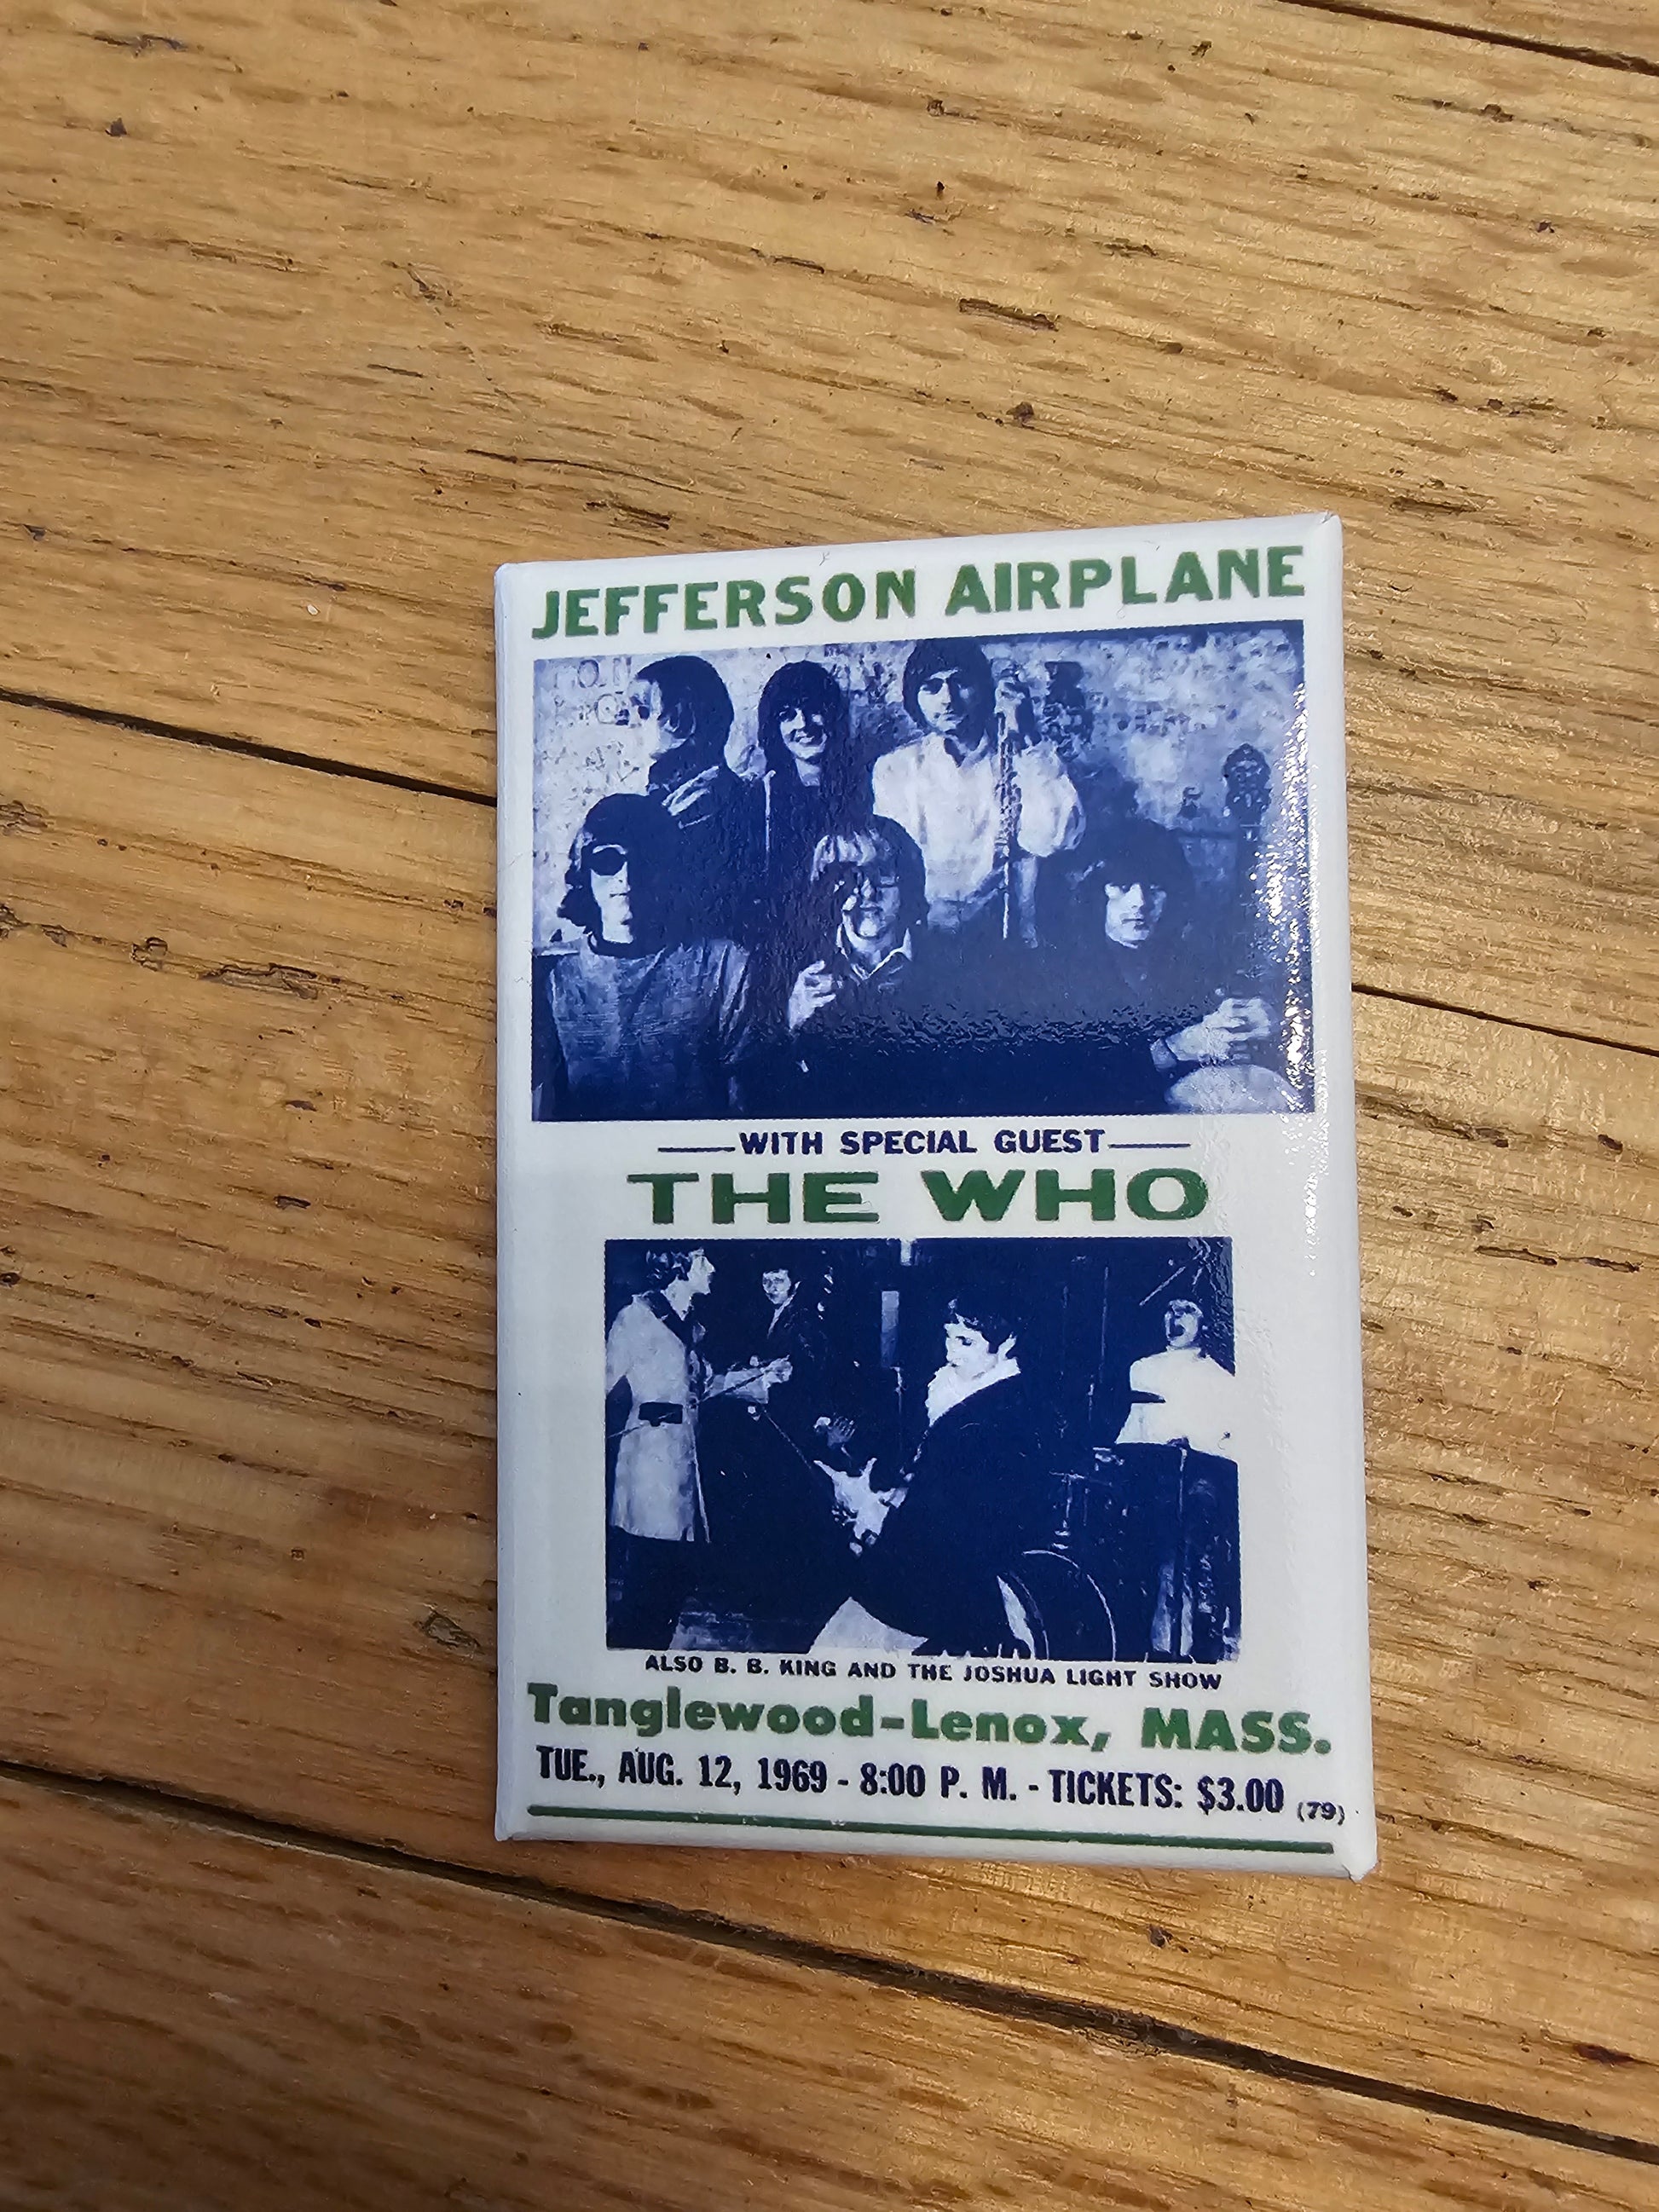 JEFFERSON AIRPLANE
WITH SPECIAL GUEST
THE WHO
ALSO B. B. KING AND THE JOSHUA LIGHT SHOW
Tanglewood-Lenox, MASS.
TUE., AUG. 12, 1969 - 8:00 P. M. - TICKETS: $3.00 (79)